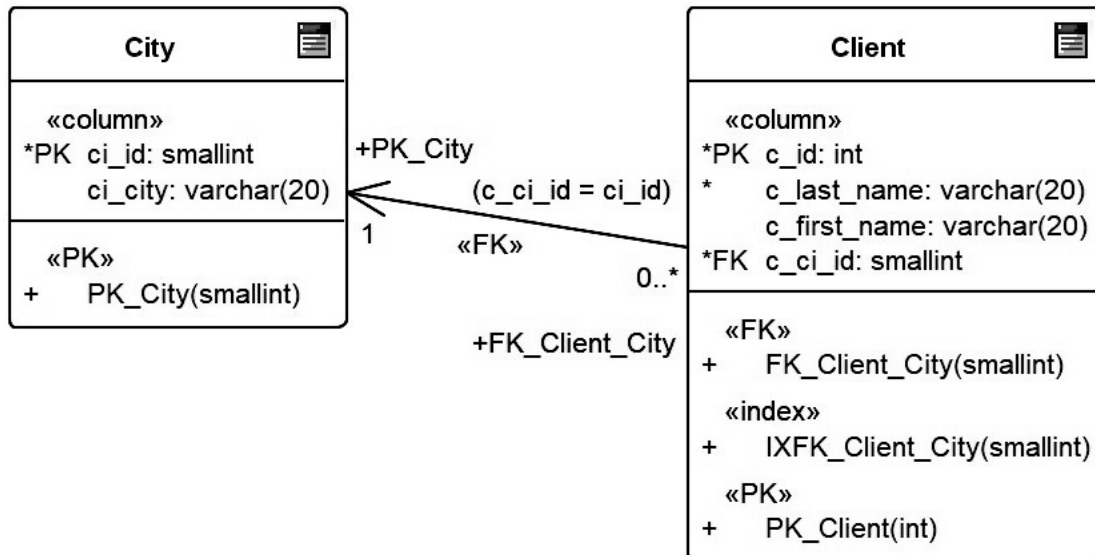 City
«column»
*PK ci_id: smallint
ci_city: varchar(20)
«PK»
+ PK_City(smallint)
+PK_City
(c_ci_id = ci_id)
1
«FK»
0..*
+FK_Client_City
Client
«column»
*PK c_id: int
* c_last_name: varchar(20)
c_first_name: varchar(20)
*FK c_ci_id: smallint
«FK»
+ FK_Client_City(smallint)
«index»
+ IXFK_Client_City(smallint)
«PK»
+ PK_Client(int)